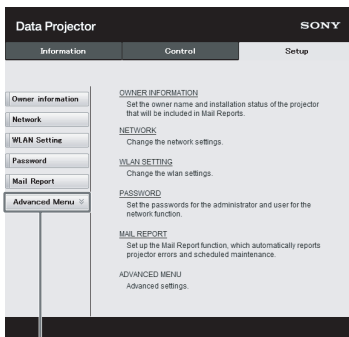 Data Projector
SONY
Information
Control
Setup
Owner information
Network
WLAN Setting
Password
Mail Report
Advanced Menu
OWNER INFORMATION
Set the owner name and installation status of the projector
that will be included in Mail Reports.
NETWORK
Change the network settings.
WLAN SETTING
Change the wlan settings.
PASSWORD
Set the passwords for the administrator and user for the
network function.
MAIL REPORT
Set up the Mail Report function, which automatically reports
projector errors and scheduled maintenance.
ADVANCED MENU
Advanced settings.